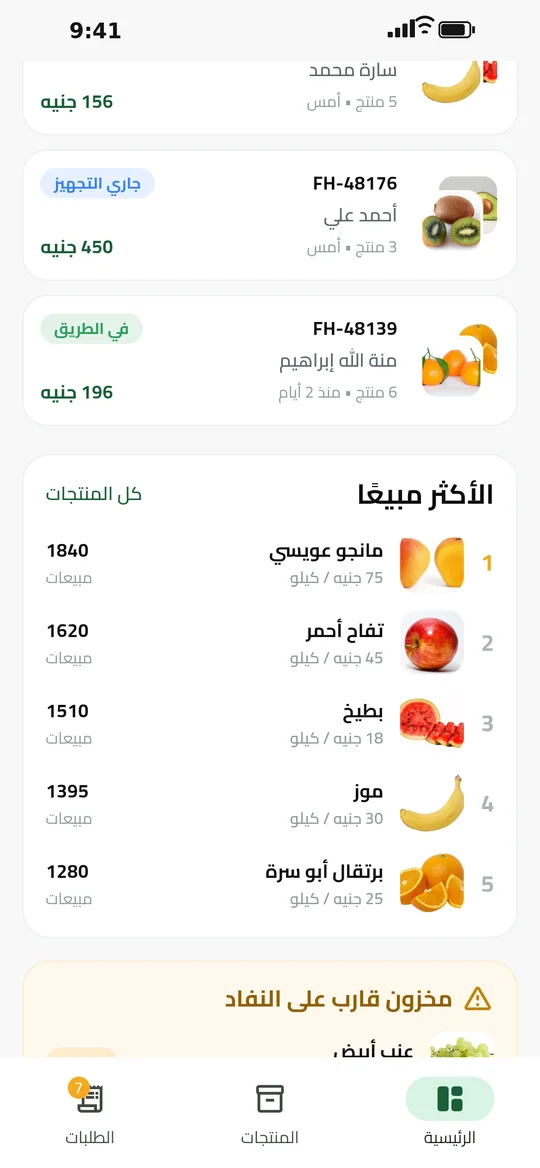 9:41
سارة محمد
5 منتج • أمس
156 جنيه
FH-48176
جاري التجهيز
أحمد علي
3 منتج • أمس
450 جنيه
FH-48139
في الطريق
منة الله إبراهيم
6 منتج • منذ 2 أيام
196 جنيه
الأكثر مبيعًا
كل المنتجات
1
مانجو عويسي
75 جنيه / كيلو
1840
مبيعات
2
تفاح أحمر
45 جنيه / كيلو
1620
مبيعات
3
بطيخ
18 جنيه / كيلو
1510
مبيعات
4
موز
30 جنيه / كيلو
1395
مبيعات
5
برتقال أبو سرة
25 جنيه / كيلو
1280
مبيعات
مخزون قارب على النفاد
عنب أبيض
الرئيسية
المنتجات
7
الطلبات